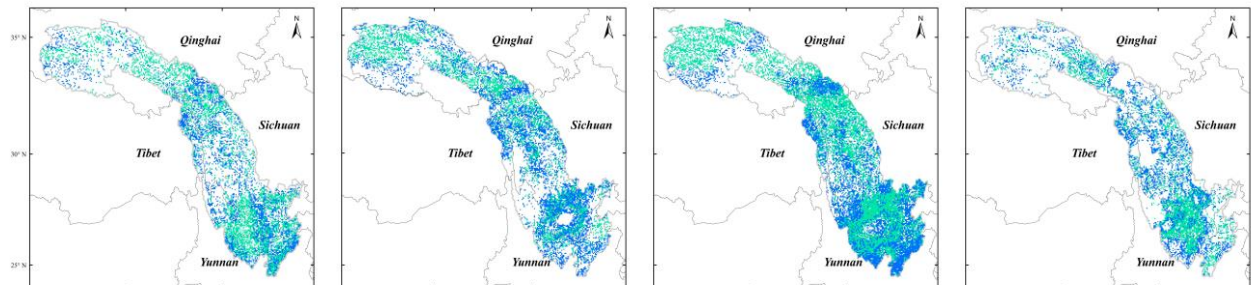 N
35° N
Qinghai
Sichuan
30° N
Tibet
Yunnan
25° N
N
Qinghai
Sichuan
Tibet
Yunnan
N
Qinghai
Sichuan
Tibet
Yunnan
N
Qinghai
Sichuan
Tibet
Yunnan